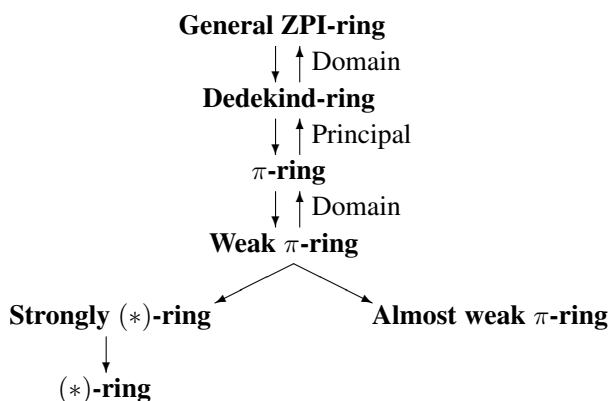 General ZPI-ring
Domain
Dedekind-ring
Principal
π-ring
Domain
Weak π-ring
Strongly (∗)-ring Almost weak π-ring
(∗)-ring